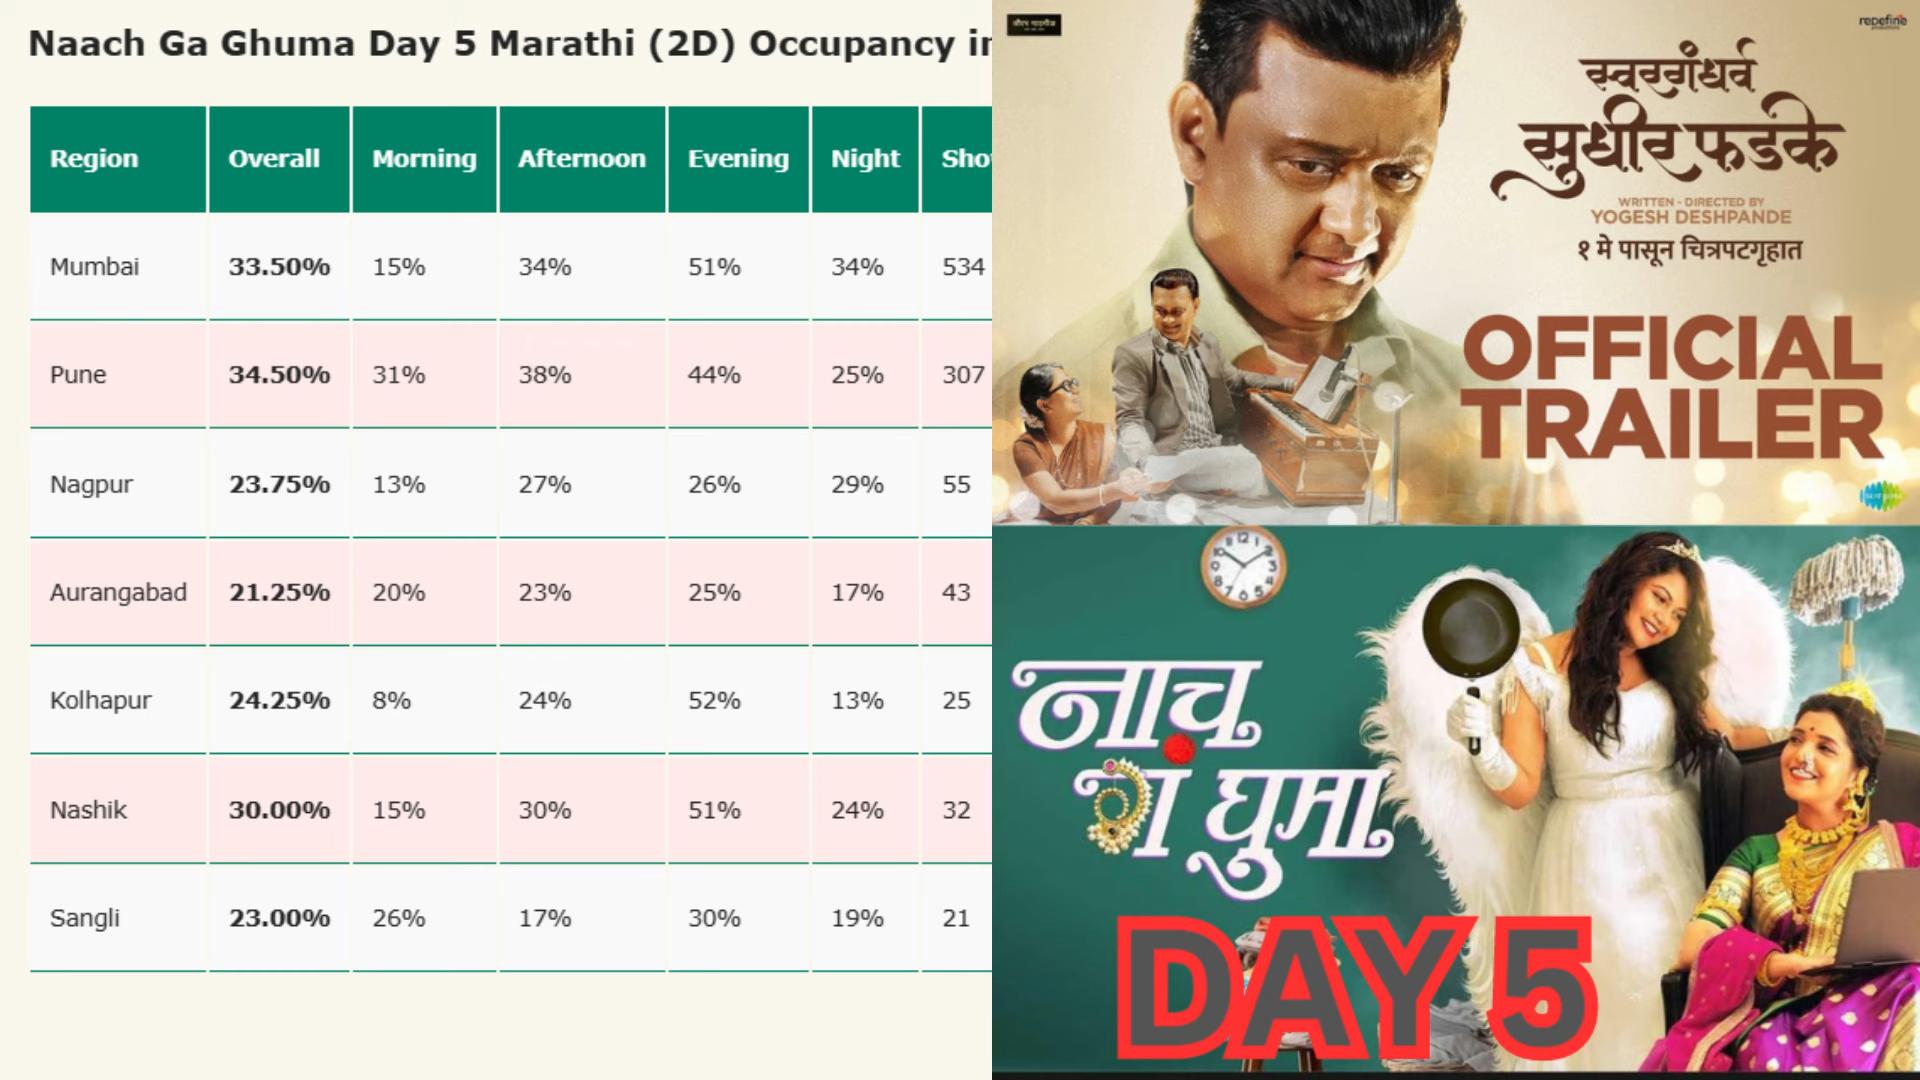 Naach Ga Ghuma Day 5 Marathi (2D) Occupancy in
Region Overall Morning Afternoon Evening Night Sho
Mumbai 33.50% 15% 34% 51% 34% 534
Pune 34.50% 31% 38% 44% 25% 307
Nagpur 23.75% 13% 27% 26% 29% 55
Aurangabad 21.25% 20% 23% 25% 17% 43
Kolhapur 24.25% 8% 24% 52% 13% 25
Nashik 30.00% 15% 30% 51% 24% 32
Sangli 23.00% 26% 17% 30% 19% 21
repefine
स्वरगंधर्व
सुधीर फडके
WRITTEN - DIRECTED BY
YOGESH DESHPANDE
१ मे पासून चित्रपटगृहात
OFFICIAL
TRAILER
नाच
गं घुमा
DAY 5